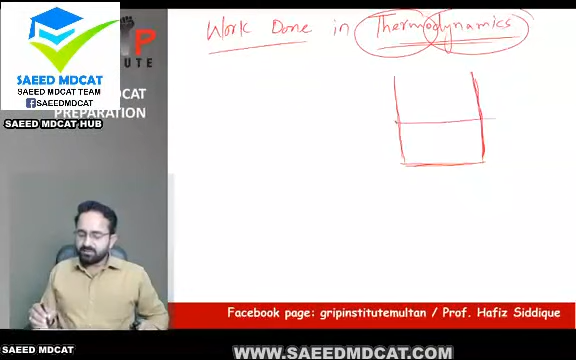 Work Done in Thermodynamics
P
UTE
SAEED MDCAT
SAEED MDCAT TEAM
SAEEDMDCAT
SAEED MDCAT HUB
DCAT
PREPARATION
Facebook page: gripinstitutemultan / Prof. Hafiz Siddique
SAEED MDCAT
WWW.SAEEDMDCAT.COM